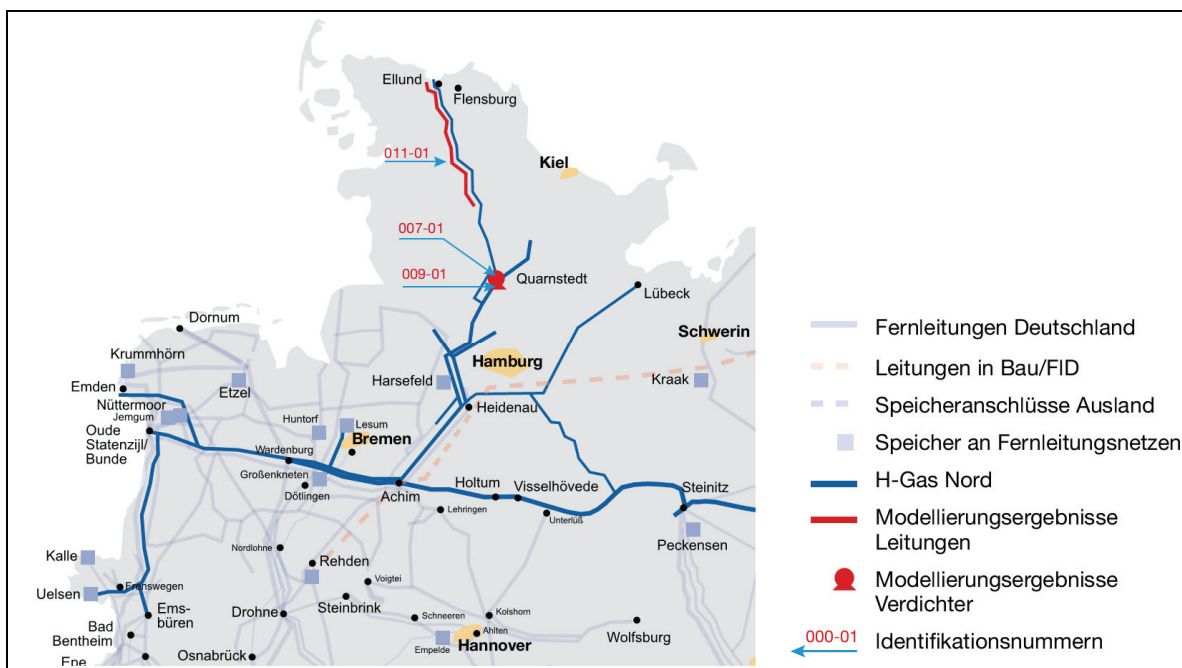 Ellund
Flensburg
011-01
Kiel
007-01
009-01
Quarnstedt
Lübeck
Dornum
Schwerin
Krummhörn
Hamburg
Harsefeld
Kraak
Emden
Etzel
Heidenau
Nüttermoor
Jemgum
Huntorf
Lesum
Oude
Statenzijl/
Bunde
Bremen
Wardenburg
Großenkneten
Dötlingen
Achim
Holtum
Visselhövede
Steinitz
Lehringen
Unterlüß
Peckensen
Nordlohne
Kalle
Rehden
Frenswegen
Voigtei
Uelsen
Steinbrink
Ems-
büren
Drohne
Schneeren
Kolshorn
Bad
Bentheim
Ahlten
Wolfsburg
Empelde
Hannover
Epe
Osnabrück
Fernleitungen Deutschland
Leitungen in Bau/FID
Speicheranschlüsse Ausland
Speicher an Fernleitungsnetzen
H-Gas Nord
Modellierungsergebnisse
Leitungen
Modellierungsergebnisse
Verdichter
000-01
Identifikationsnummern